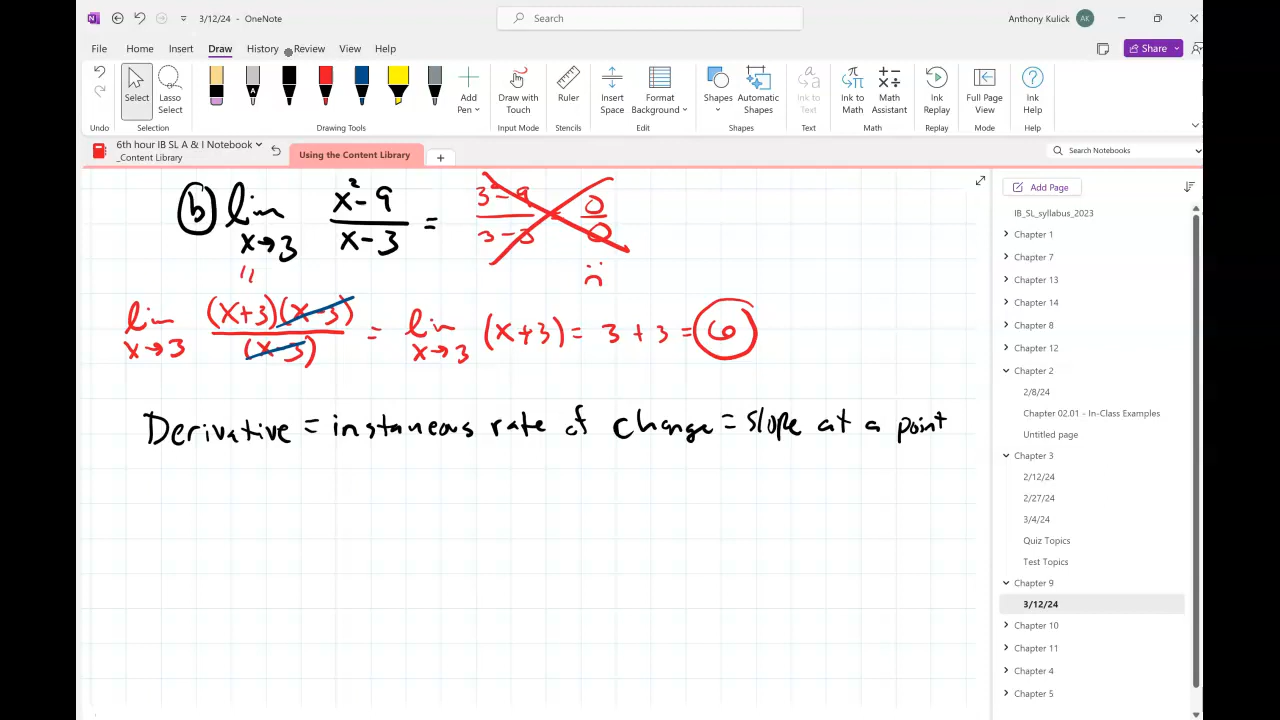 3/12/24 - OneNote
Search
Anthony Kulick
AK
File Home Insert Draw History Review View Help
Share
Select
Lasso Select
Add Pen
Draw with Touch
Ruler
Insert Space
Format Background
Shapes
Automatic Shapes
Ink to Text
Ink to Math
Math Assistant
Ink Replay
Full Page View
Ink Help
Undo
Selection
Drawing Tools
Input Mode
Stencils
Edit
Shapes
Text
Math
Replay
Mode
Help
6th hour IB SL A & I Notebook
_Content Library
Using the Content Library
+
Search Notebooks
Add Page
IB_SL_syllabus_2023
Chapter 1
Chapter 7
Chapter 13
Chapter 14
Chapter 8
Chapter 12
Chapter 2
2/8/24
Chapter 02.01 - In-Class Examples
Untitled page
Chapter 3
2/12/24
2/27/24
3/4/24
Quiz Topics
Test Topics
Chapter 9
3/12/24
Chapter 10
Chapter 11
Chapter 4
Chapter 5
b lim x→3 (x²-9)/(x-3) = (3²-9)/(3-3) = 0/0
"
lim x→3 (x+3)(x-3)/(x-3) = lim x→3 (x+3) = 3+3 = 6
Derivative = instaneous rate of change = slope at a point